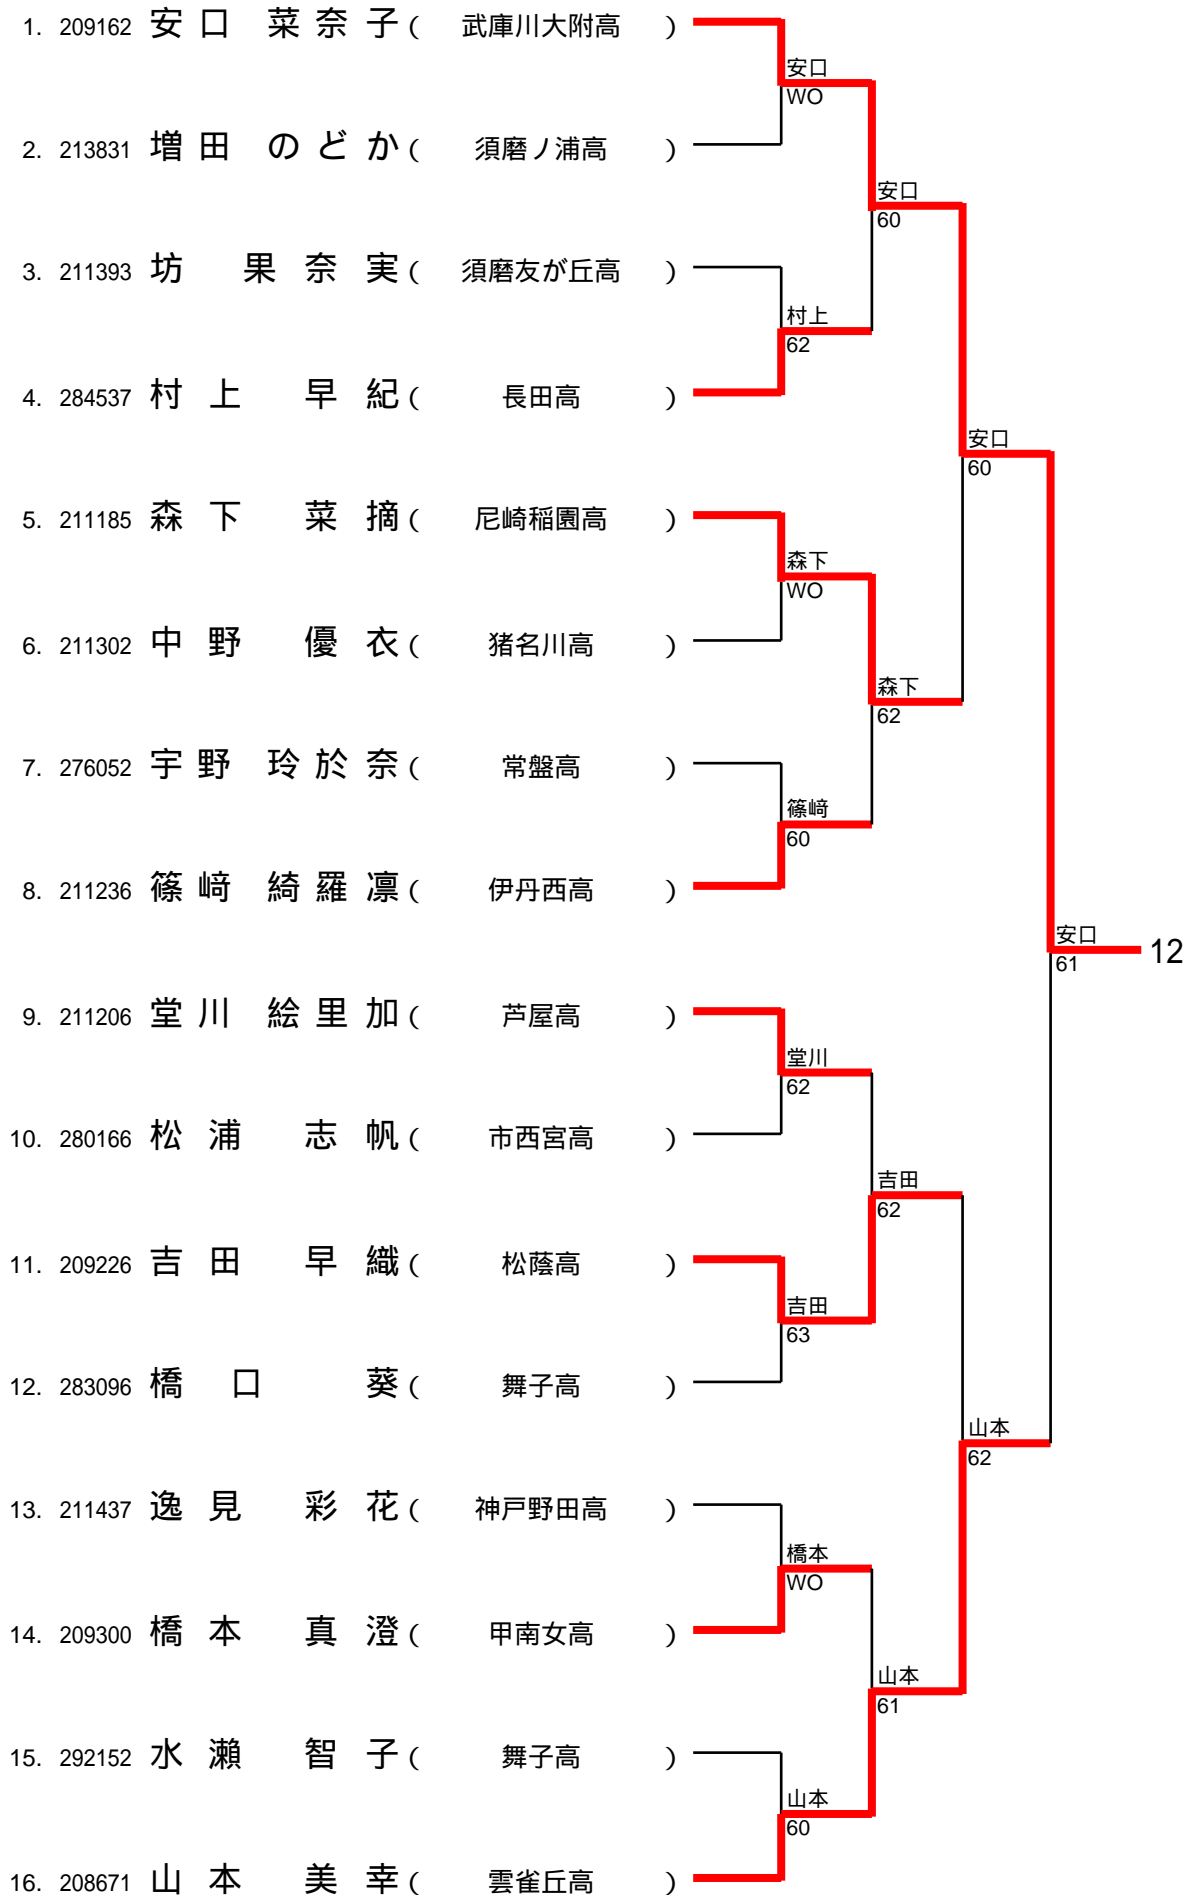 1. 209162 安口 菜奈子 ( 武庫川大附高 )
安口
WO
2. 213831 増田 のどか ( 須磨ノ浦高 )
安口
60
3. 211393 坊 果奈実 ( 須磨友が丘高 )
村上
62
4. 284537 村上 早紀 ( 長田高 )
安口
60
5. 211185 森下 菜摘 ( 尼崎稲園高 )
森下
WO
6. 211302 中野 優衣 ( 猪名川高 )
森下
62
7. 276052 宇野 玲於奈 ( 常盤高 )
篠﨑
60
8. 211236 篠﨑 綺羅凛 ( 伊丹西高 )
安口
61
12
9. 211206 堂川 絵里加 ( 芦屋高 )
堂川
62
10. 280166 松浦 志帆 ( 市西宮高 )
吉田
62
11. 209226 吉田 早織 ( 松蔭高 )
吉田
63
12. 283096 橋口 葵 ( 舞子高 )
山本
62
13. 211437 逸見 彩花 ( 神戸野田高 )
橋本
WO
14. 209300 橋本 真澄 ( 甲南女高 )
山本
61
15. 292152 水瀬 智子 ( 舞子高 )
山本
60
16. 208671 山本 美幸 ( 雲雀丘高 )